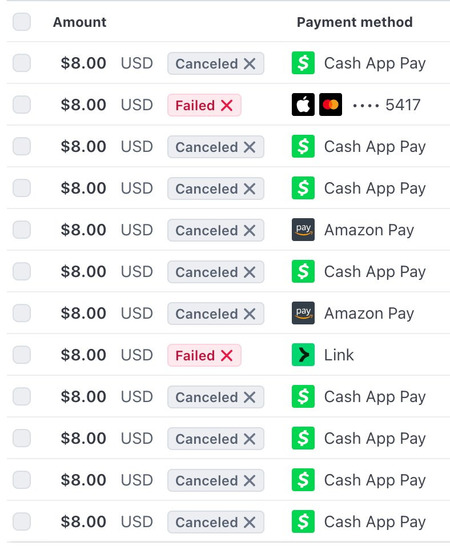 Amount Payment method
$8.00 USD Canceled Cash App Pay
$8.00 USD Failed •••• 5417
$8.00 USD Canceled Cash App Pay
$8.00 USD Canceled Cash App Pay
$8.00 USD Canceled pay Amazon Pay
$8.00 USD Canceled Cash App Pay
$8.00 USD Canceled pay Amazon Pay
$8.00 USD Failed Link
$8.00 USD Canceled Cash App Pay
$8.00 USD Canceled Cash App Pay
$8.00 USD Canceled Cash App Pay
$8.00 USD Canceled Cash App Pay